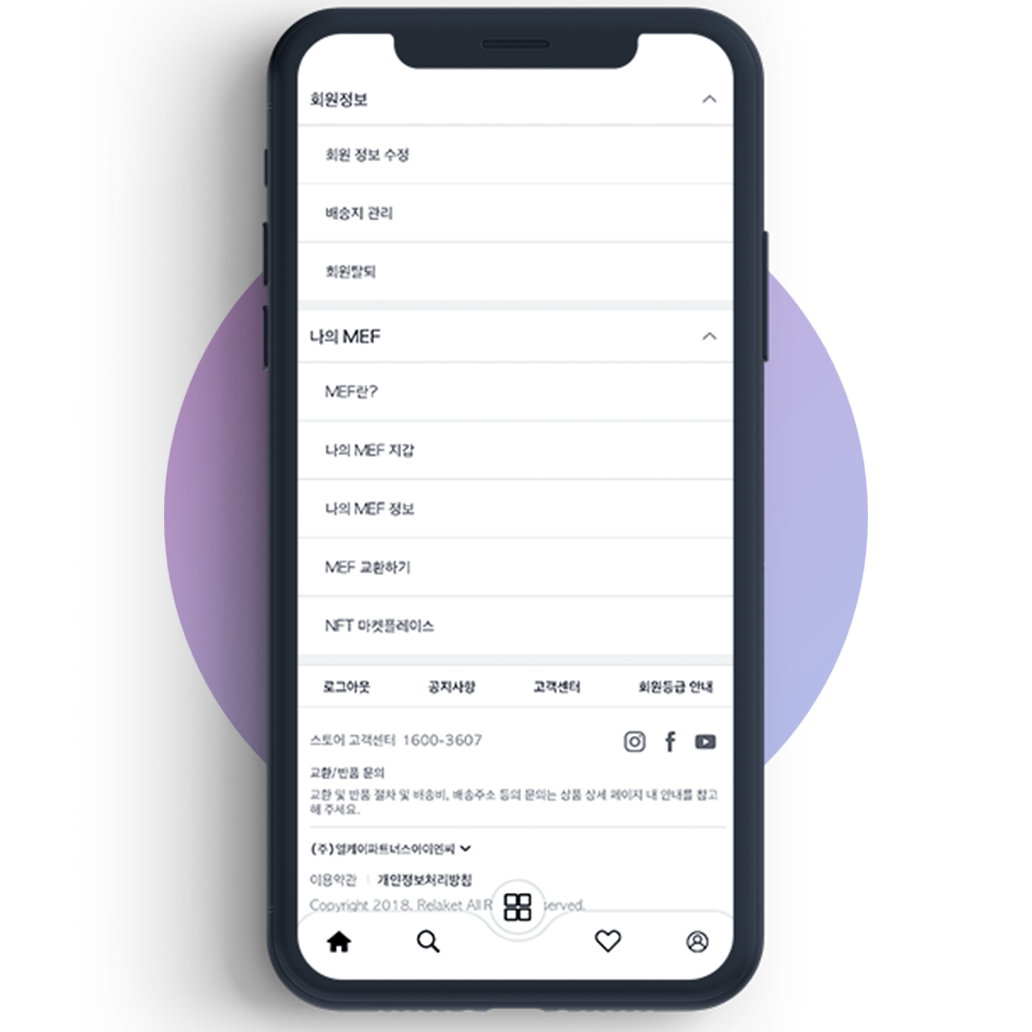 회원정보
회원 정보 수정
배송지 관리
회원탈퇴
나의 MEF
MEF란?
나의 MEF 지갑
나의 MEF 정보
MEF 교환하기
NFT 마켓플레이스
로그아웃 공지사항 고객센터 회원등급 안내
스토어 고객센터 1600-3607
교환/반품 문의
교환 및 반품 절차 및 배송비, 배송주소 등의 문의는 상품 상세 페이지 내 안내를 참고
해 주세요.
(주)엘케이파트너스아이앤씨
이용약관 개인정보처리방침
Copyright 2018. Relaket All R served.